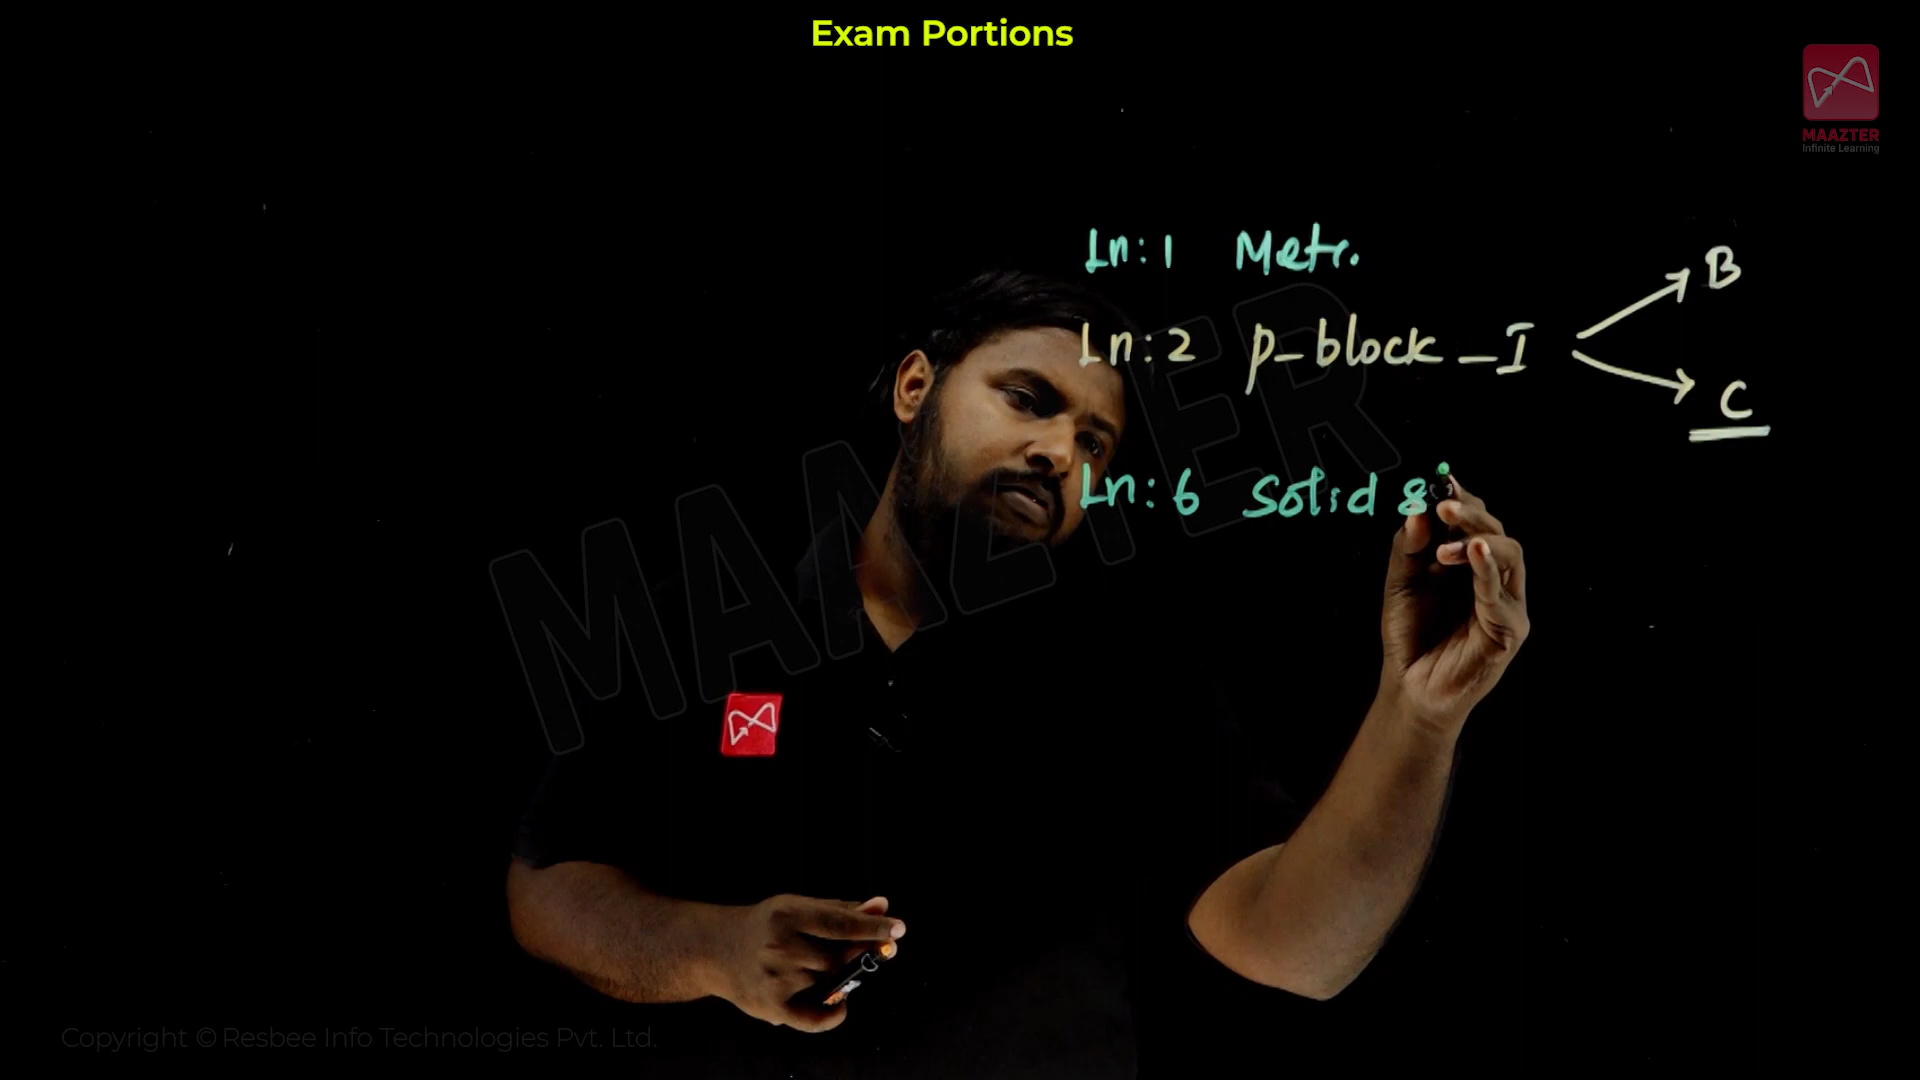 Exam Portions
MAAZTER
Infinite Learning
Ln:1 Metr.
B
Ln:2 p-block-I
C
Ln:6 Solid
MAAZTER
Copyright © Resbee Info Technologies Pvt. Ltd.